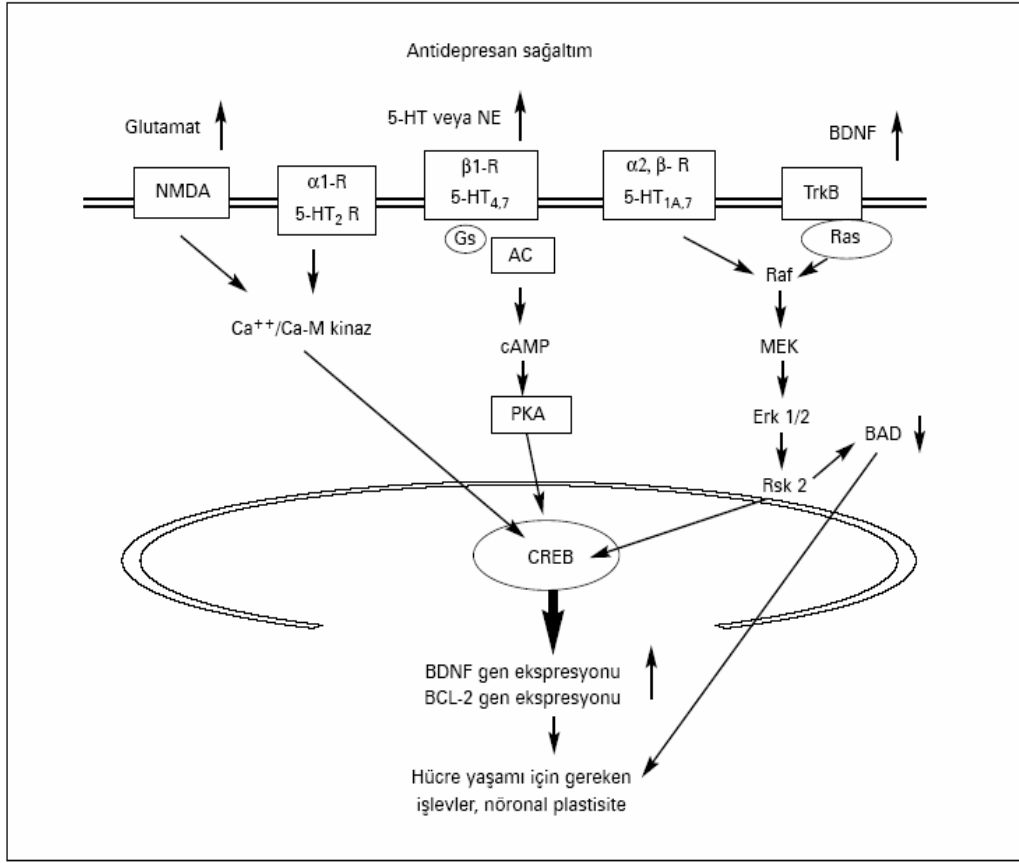 Antidepresan sağaltım
Glutamat
5-HT veya NE
BDNF
NMDA
α1-R
5-HT₂ R
β1-R
5-HT₄,₇
α2, β- R
5-HT₁A,₇
TrkB
Gs
AC
Ras
Raf
Ca⁺⁺/Ca-M kinaz
cAMP
MEK
PKA
Erk 1/2
BAD
Rsk 2
CREB
BDNF gen ekspresyonu
BCL-2 gen ekspresyonu
Hücre yaşamı için gereken
işlevler, nöronal plastisite